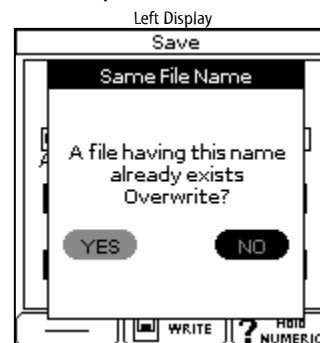 Left Display
Save
Same File Name
A file having this name
already exists
Overwrite?
YES NO
WRITE ? Hold
NUMERIC